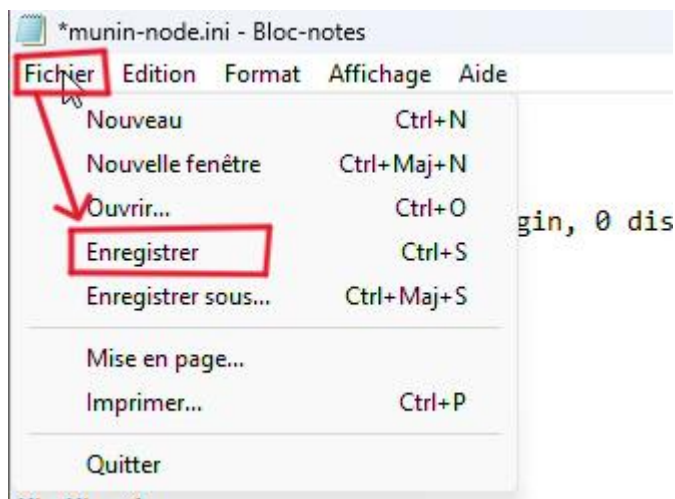 *munin-node.ini - Bloc-notes
Fichier Edition Format Affichage Aide
Nouveau Ctrl+N
Nouvelle fenêtre Ctrl+Maj+N
Ouvrir... Ctrl+O
gin, 0 dis
Enregistrer Ctrl+S
Enregistrer sous... Ctrl+Maj+S
Mise en page...
Imprimer... Ctrl+P
Quitter